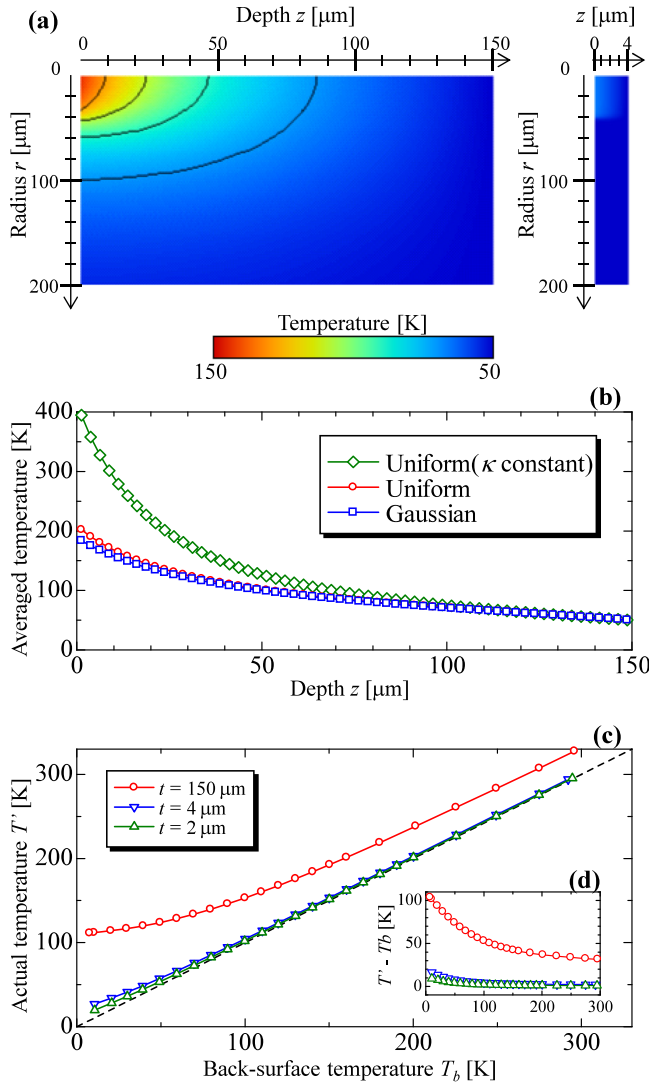 (a)
Depth z [μm]
0 50 100 150
z [μm]
0 4
0
100
200
Radius r [μm]
0
100
200
Radius r [μm]
Temperature [K]
150 50
(b)
400
300
200
100
0
Averaged temperature [K]
Uniform(κ constant)
Uniform
Gaussian
0 50 100 150
Depth z [μm]
(c)
300
200
100
0
Actual temperature T' [K]
t = 150 μm
t = 4 μm
t = 2 μm
(d)
100
50
0
T' - Tb [K]
0 100 200 300
0 100 200 300
Back-surface temperature T_b [K]